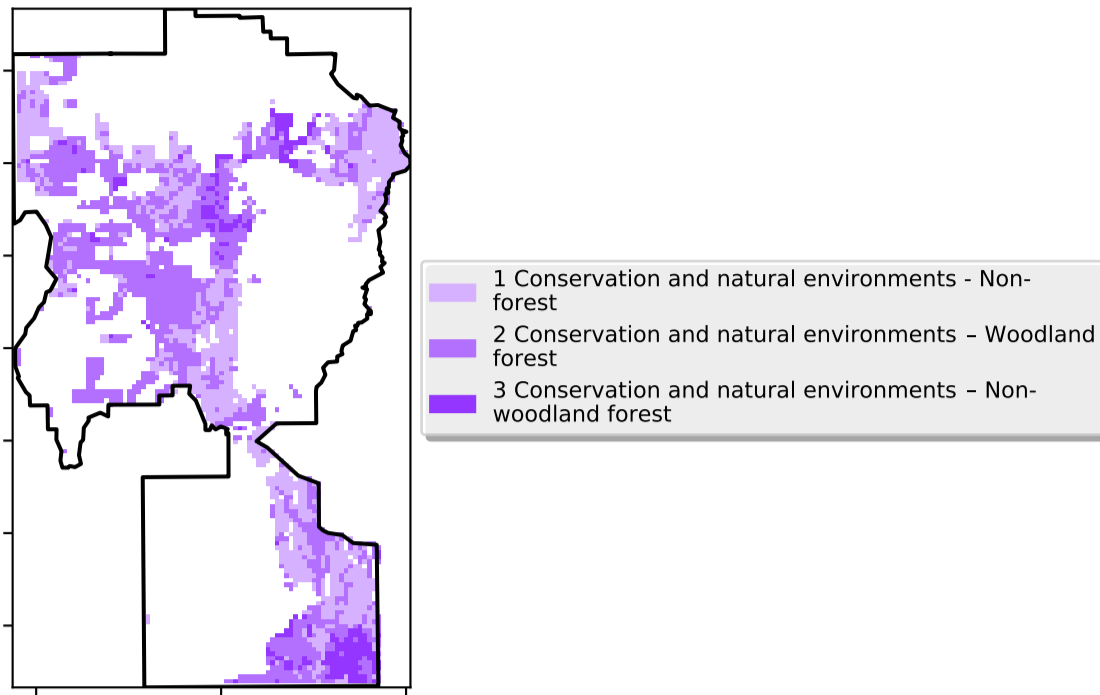 1 Conservation and natural environments - Non-
forest
2 Conservation and natural environments – Woodland
forest
3 Conservation and natural environments – Non-
woodland forest